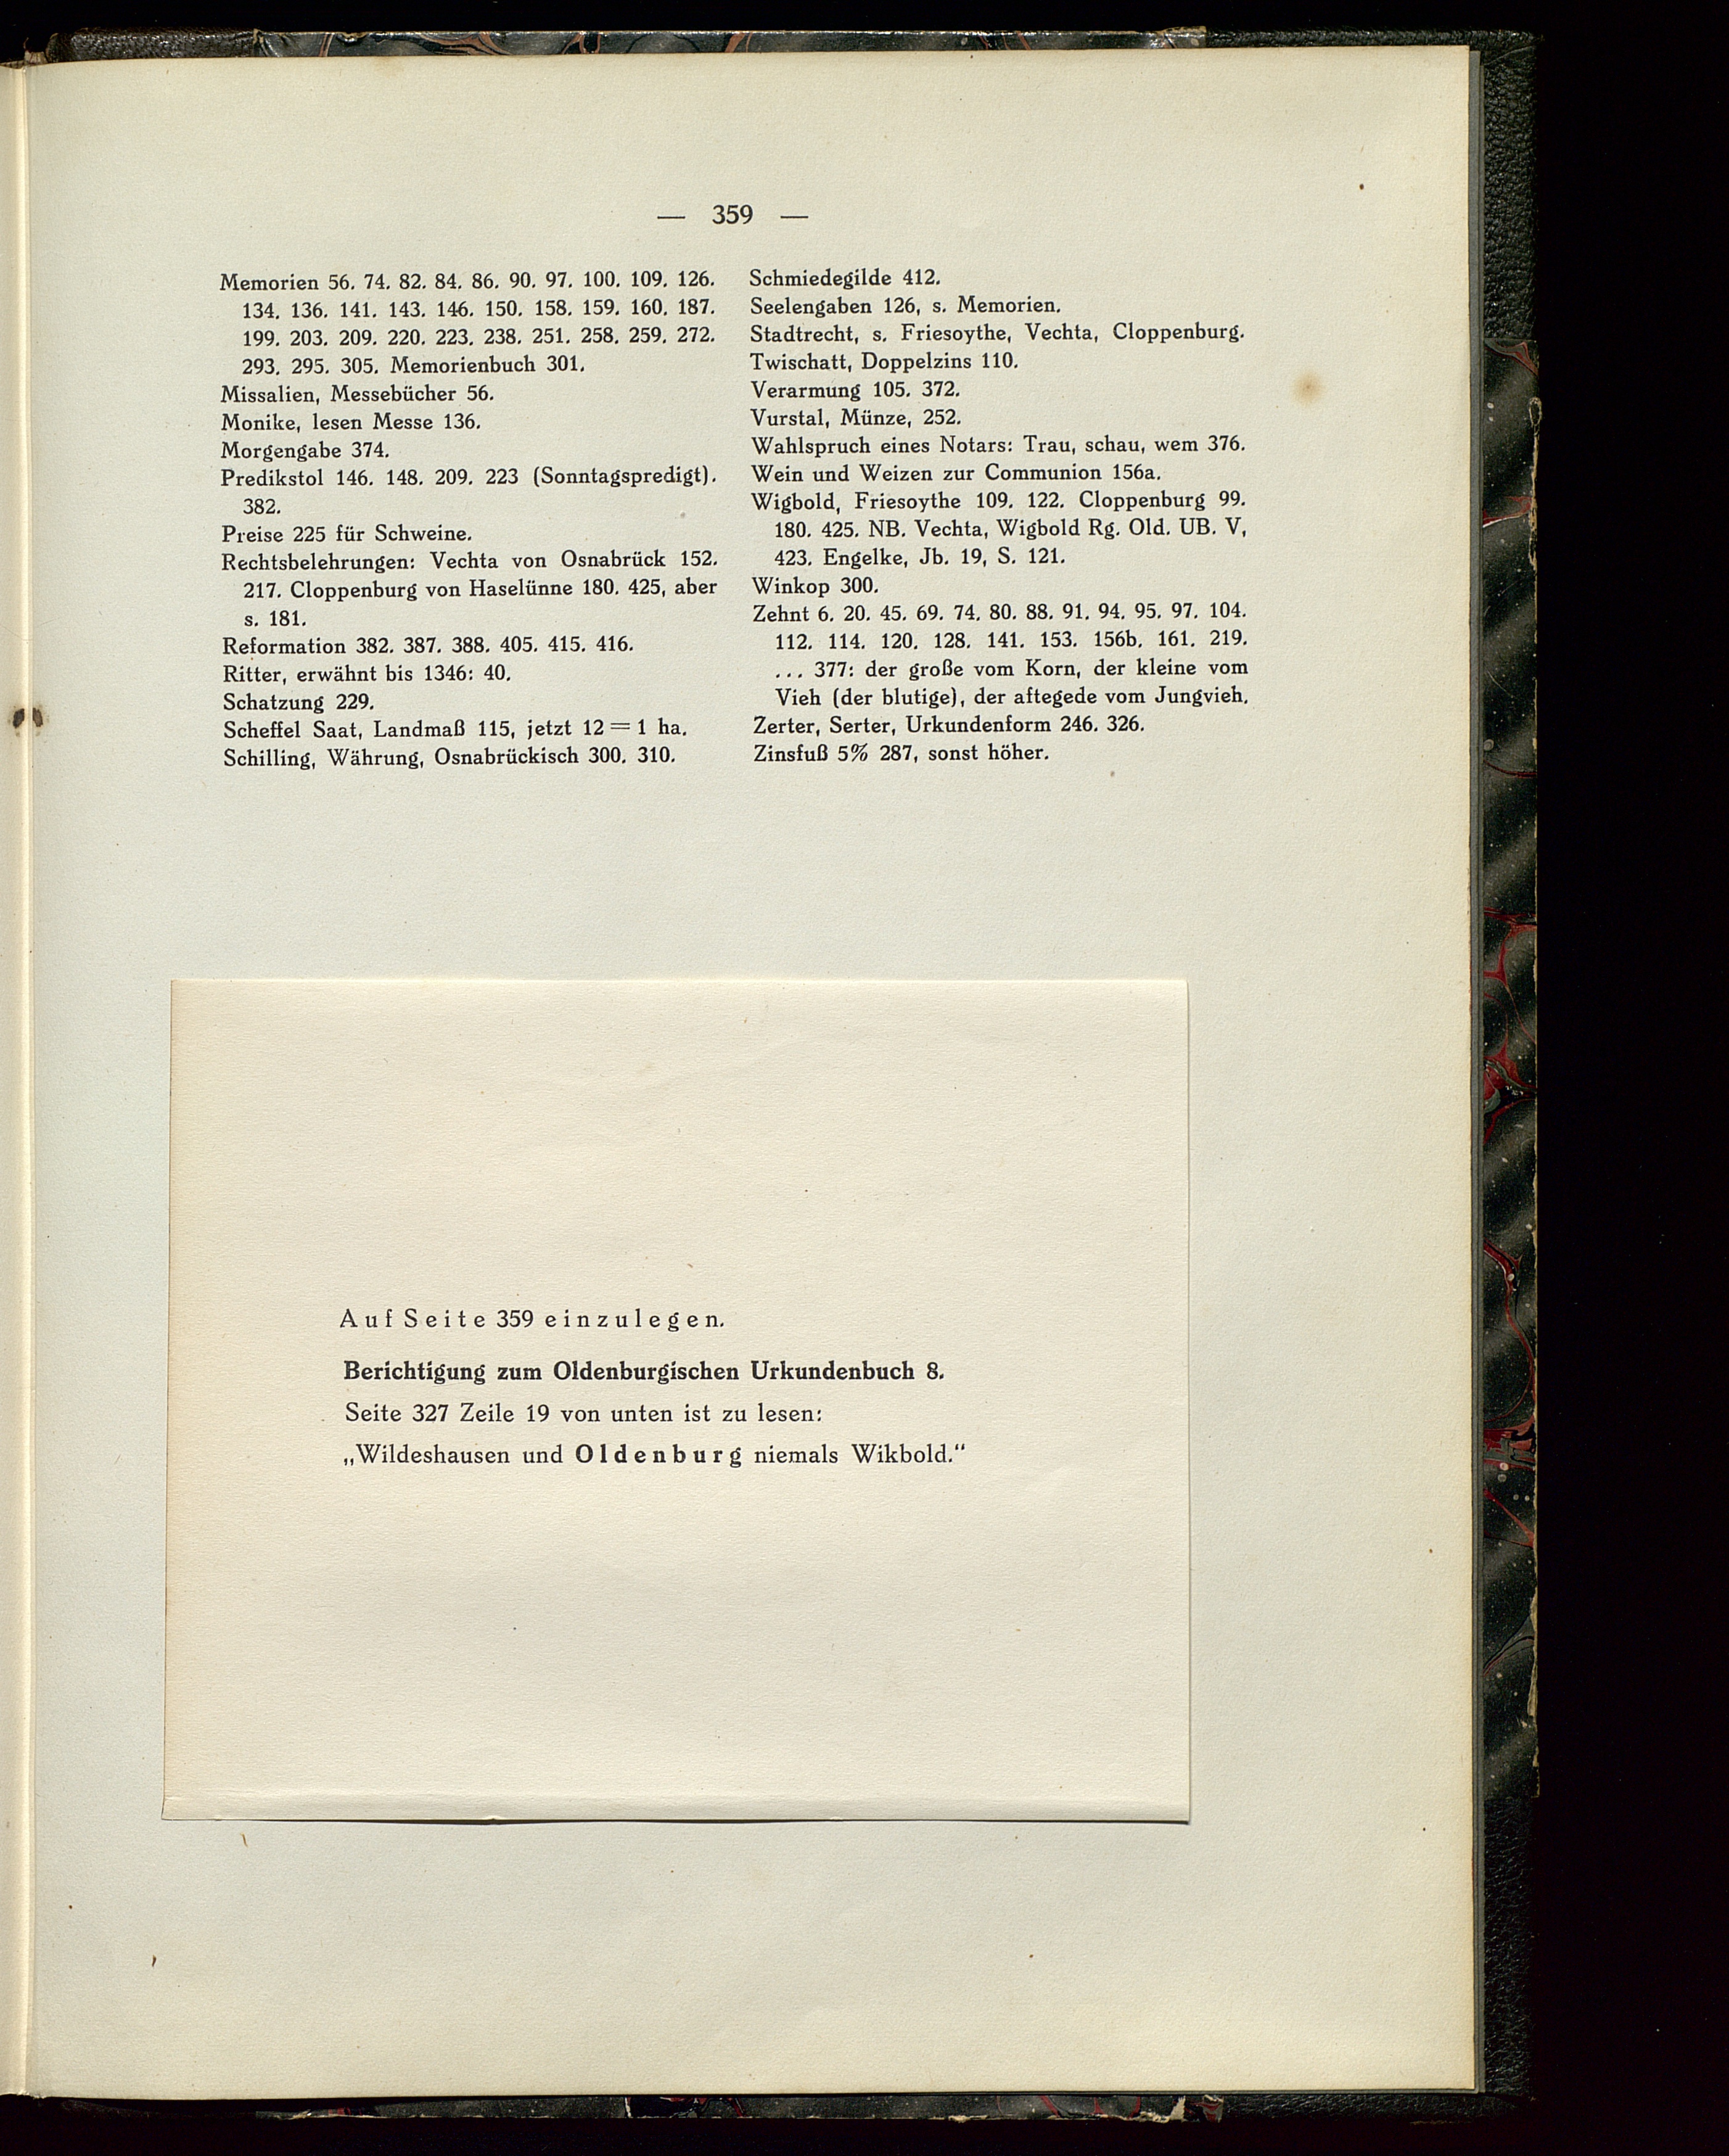 — 359 —
Memorien 56. 74. 82. 84. 86. 90. 97. 100. 109. 126.
134. 136. 141. 143. 146. 150. 158. 159. 160. 187.
199. 203. 209. 220. 223. 238. 251. 258. 259. 272.
293. 295. 305. Memorienbuch 301.
Missalien, Messebücher 56.
Monike, lesen Messe 136.
Morgengabe 374.
Predikstol 146. 148. 209. 223 (Sonntagspredigt).
382.
Preise 225 für Schweine.
Rechtsbelehrungen: Vechta von Osnabrück 152.
217. Cloppenburg von Haselünne 180. 425, aber
s. 181.
Reformation 382. 387. 388. 405. 415. 416.
Ritter, erwähnt bis 1346: 40.
Schatzung 229.
Scheffel Saat, Landmaß 115, jetzt 12 = 1 ha.
Schilling, Währung, Osnabrückisch 300. 310.
Schmiedegilde 412.
Seelengaben 126, s. Memorien.
Stadtrecht, s. Friesoythe, Vechta, Cloppenburg.
Twischatt, Doppelzins 110.
Verarmung 105. 372.
Vurstal, Münze, 252.
Wahlspruch eines Notars: Trau, schau, wem 376.
Wein und Weizen zur Communion 156a.
Wigbold, Friesoythe 109. 122. Cloppenburg 99.
180. 425. NB. Vechta, Wigbold Rg. Old. UB. V,
423. Engelke, Jb. 19, S. 121.
Winkop 300.
Zehnt 6. 20. 45. 69. 74. 80. 88. 91. 94. 95. 97. 104.
112. 114. 120. 128. 141. 153. 156b. 161. 219.
... 377: der große vom Korn, der kleine vom
Vieh (der blutige), der aftegede vom Jungvieh.
Zerter, Serter, Urkundenform 246. 326.
Zinsfuß 5% 287, sonst höher.
Auf Seite 359 einzulegen.
Berichtigung zum Oldenburgischen Urkundenbuch 8.
Seite 327 Zeile 19 von unten ist zu lesen:
„Wildeshausen und Oldenburg niemals Wikbold.“